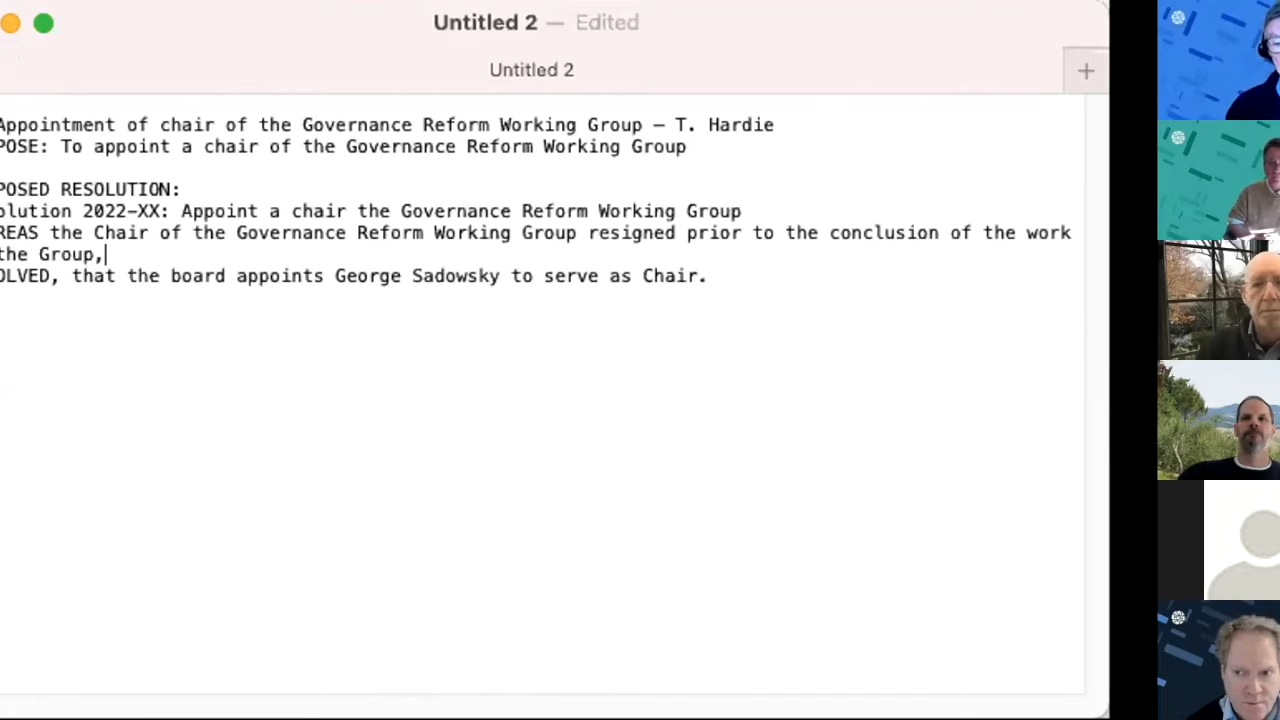 Untitled 2 — Edited
Untitled 2
Appointment of chair of the Governance Reform Working Group – T. Hardie
POSE: To appoint a chair of the Governance Reform Working Group
POSED RESOLUTION:
olution 2022-XX: Appoint a chair the Governance Reform Working Group
REAS the Chair of the Governance Reform Working Group resigned prior to the conclusion of the work
the Group,
OLVED, that the board appoints George Sadowsky to serve as Chair.